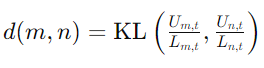 d(m, n) = KL ( U_{m,t} / L_{m,t} , U_{n,t} / L_{n,t} )